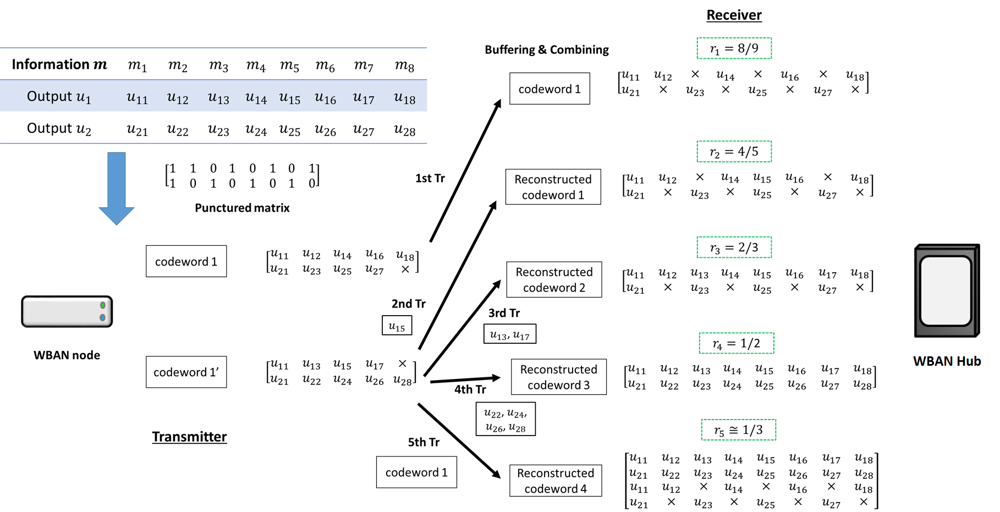 Receiver
Information m m₁ m₂ m₃ m₄ m₅ m₆ m₇ m₈
Output u₁ u₁₁ u₁₂ u₁₃ u₁₄ u₁₅ u₁₆ u₁₇ u₁₈
Output u₂ u₂₁ u₂₂ u₂₃ u₂₄ u₂₅ u₂₆ u₂₇ u₂₈
1 1 0 1 0 1 0 1
1 0 1 0 1 0 1 0
Punctured matrix
codeword 1
u₁₁ u₁₂ u₁₄ u₁₆ u₁₈
u₂₁ u₂₃ u₂₅ u₂₇ ×
WBAN node
codeword 1’
u₁₁ u₁₃ u₁₅ u₁₇ ×
u₂₁ u₂₂ u₂₄ u₂₆ u₂₈
Transmitter
Buffering & Combining
1st Tr
codeword 1
r₁ = 8/9
u₁₁ u₁₂ × u₁₄ × u₁₆ × u₁₈
u₂₁ × u₂₃ × u₂₅ × u₂₇ ×
2nd Tr
u₁₅
Reconstructed
codeword 1
r₂ = 4/5
u₁₁ u₁₂ × u₁₄ u₁₅ u₁₆ × u₁₈
u₂₁ × u₂₃ × u₂₅ × u₂₇ ×
3rd Tr
u₁₃, u₁₇
Reconstructed
codeword 2
r₃ = 2/3
u₁₁ u₁₂ u₁₃ u₁₄ u₁₅ u₁₆ u₁₇ u₁₈
u₂₁ × u₂₃ × u₂₅ × u₂₇ ×
4th Tr
u₂₂, u₂₄,
u₂₆, u₂₈
Reconstructed
codeword 3
r₄ = 1/2
u₁₁ u₁₂ u₁₃ u₁₄ u₁₅ u₁₆ u₁₇ u₁₈
u₂₁ u₂₂ u₂₃ u₂₄ u₂₅ u₂₆ u₂₇ u₂₈
5th Tr
codeword 1
Reconstructed
codeword 4
r₅ ≅ 1/3
u₁₁ u₁₂ u₁₃ u₁₄ u₁₅ u₁₆ u₁₇ u₁₈
u₂₁ u₂₂ u₂₃ u₂₄ u₂₅ u₂₆ u₂₇ u₂₈
u₁₁ u₁₂ × u₁₄ × u₁₆ × u₁₈
u₂₁ × u₂₃ × u₂₅ × u₂₇ ×
WBAN Hub